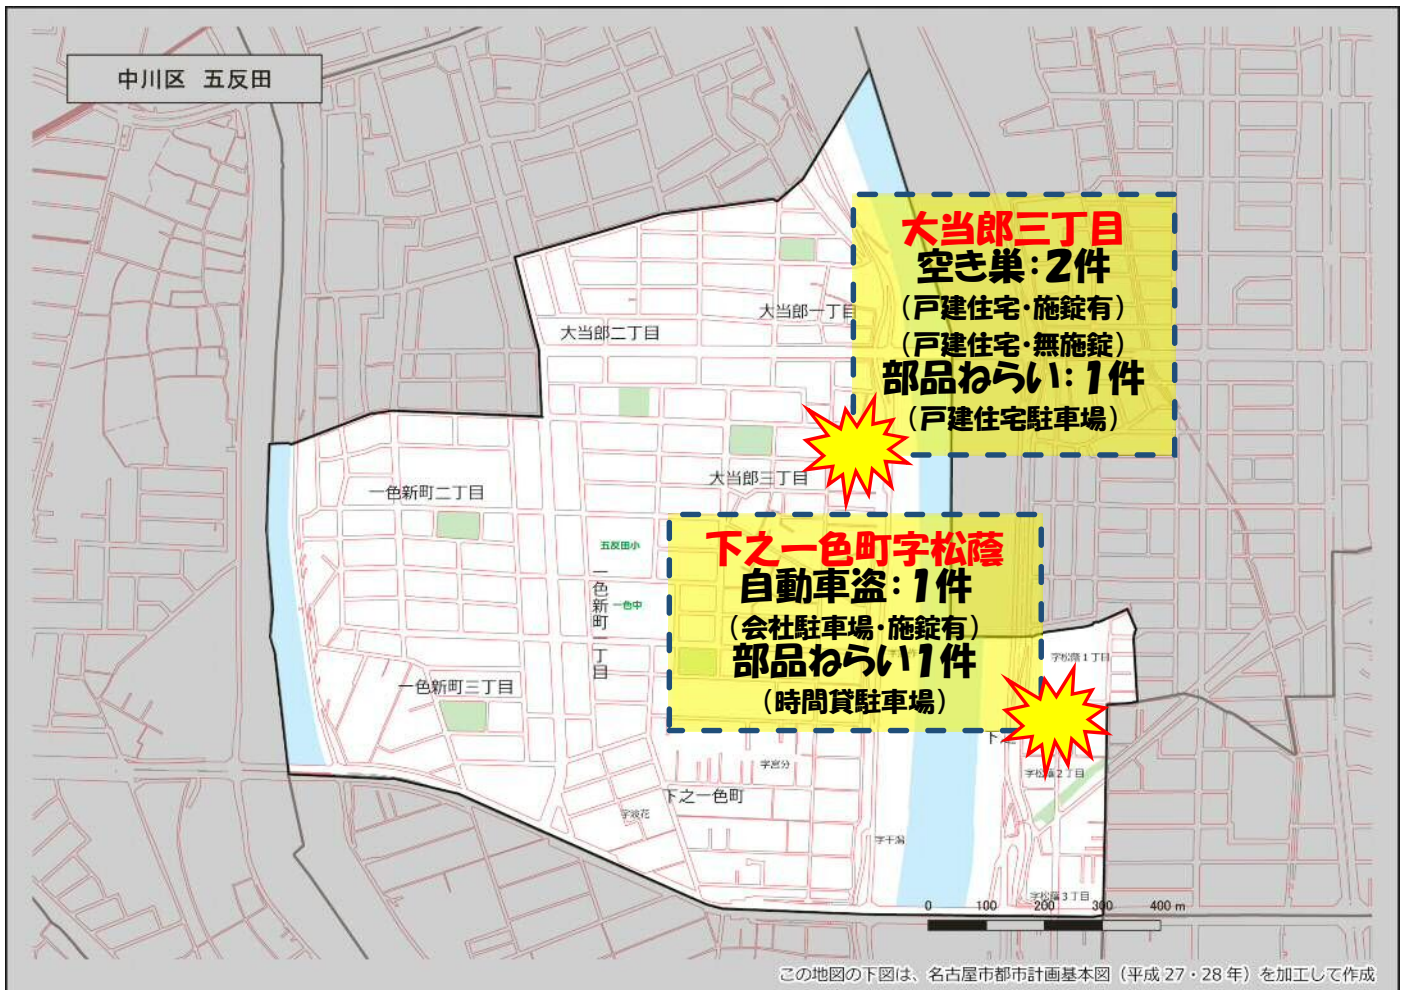 中川区 五反田
大当郎三丁目
空き巣:2件
(戸建住宅・施錠有)
(戸建住宅・無施錠)
部品ねらい:1件
(戸建住宅駐車場)
大当郎一丁目
大当郎二丁目
大当郎三丁目
一色新町二丁目
五反田小
一色新町一丁目
一色中
下之一色町字松蔭
自動車盗:1件
(会社駐車場・施錠有)
部品ねらい1件
(時間貸駐車場)
字松蔭1丁目
一色新町三丁目
下之
字松蔭2丁目
字宮分
下之一色町
字波花
字干潟
字松蔭3丁目
0 100 200 300 400 m
この地図の下図は、名古屋市都市計画基本図(平成27・28年)を加工して作成